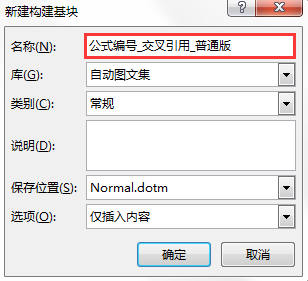 新建构建基块
名称(N): 公式编号_交叉引用_普通版
库(G): 自动图文集
类别(C): 常规
说明(D):
保存位置(S): Normal.dotm
选项(O): 仅插入内容
确定 取消